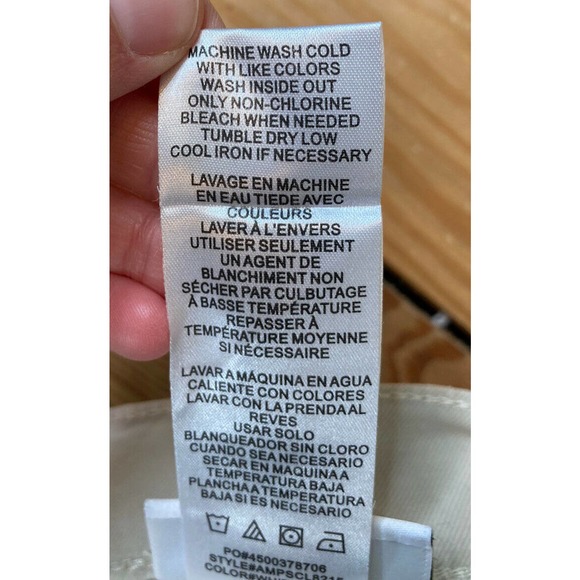 MACHINE WASH COLD
WITH LIKE COLORS
WASH INSIDE OUT
ONLY NON-CHLORINE
BLEACH WHEN NEEDED
TUMBLE DRY LOW
COOL IRON IF NECESSARY
LAVAGE EN MACHINE
EN EAU TIEDE AVEC
COULEURS
LAVER À L'ENVERS
UTILISER SEULEMENT
UN AGENT DE
BLANCHIMENT NON
SÉCHER PAR CULBUTAGE
À BASSE TEMPÉRATURE
REPASSER À
TEMPÉRATURE MOYENNE
SI NÉCESSAIRE
LAVAR A MÁQUINA EN AGUA
CALIENTE CON COLORES
LAVAR CON LA PRENDA AL
REVES
USAR SOLO
BLANQUEADOR SIN CLORO
CUANDO SEA NECESARIO
SECAR EN MAQUINA A
TEMPERATURA BAJA
PLANCHA A TEMPERATURA
BAJA SI ES NECESARIO
PO#4500378706
STYLE#AMPSCL8215